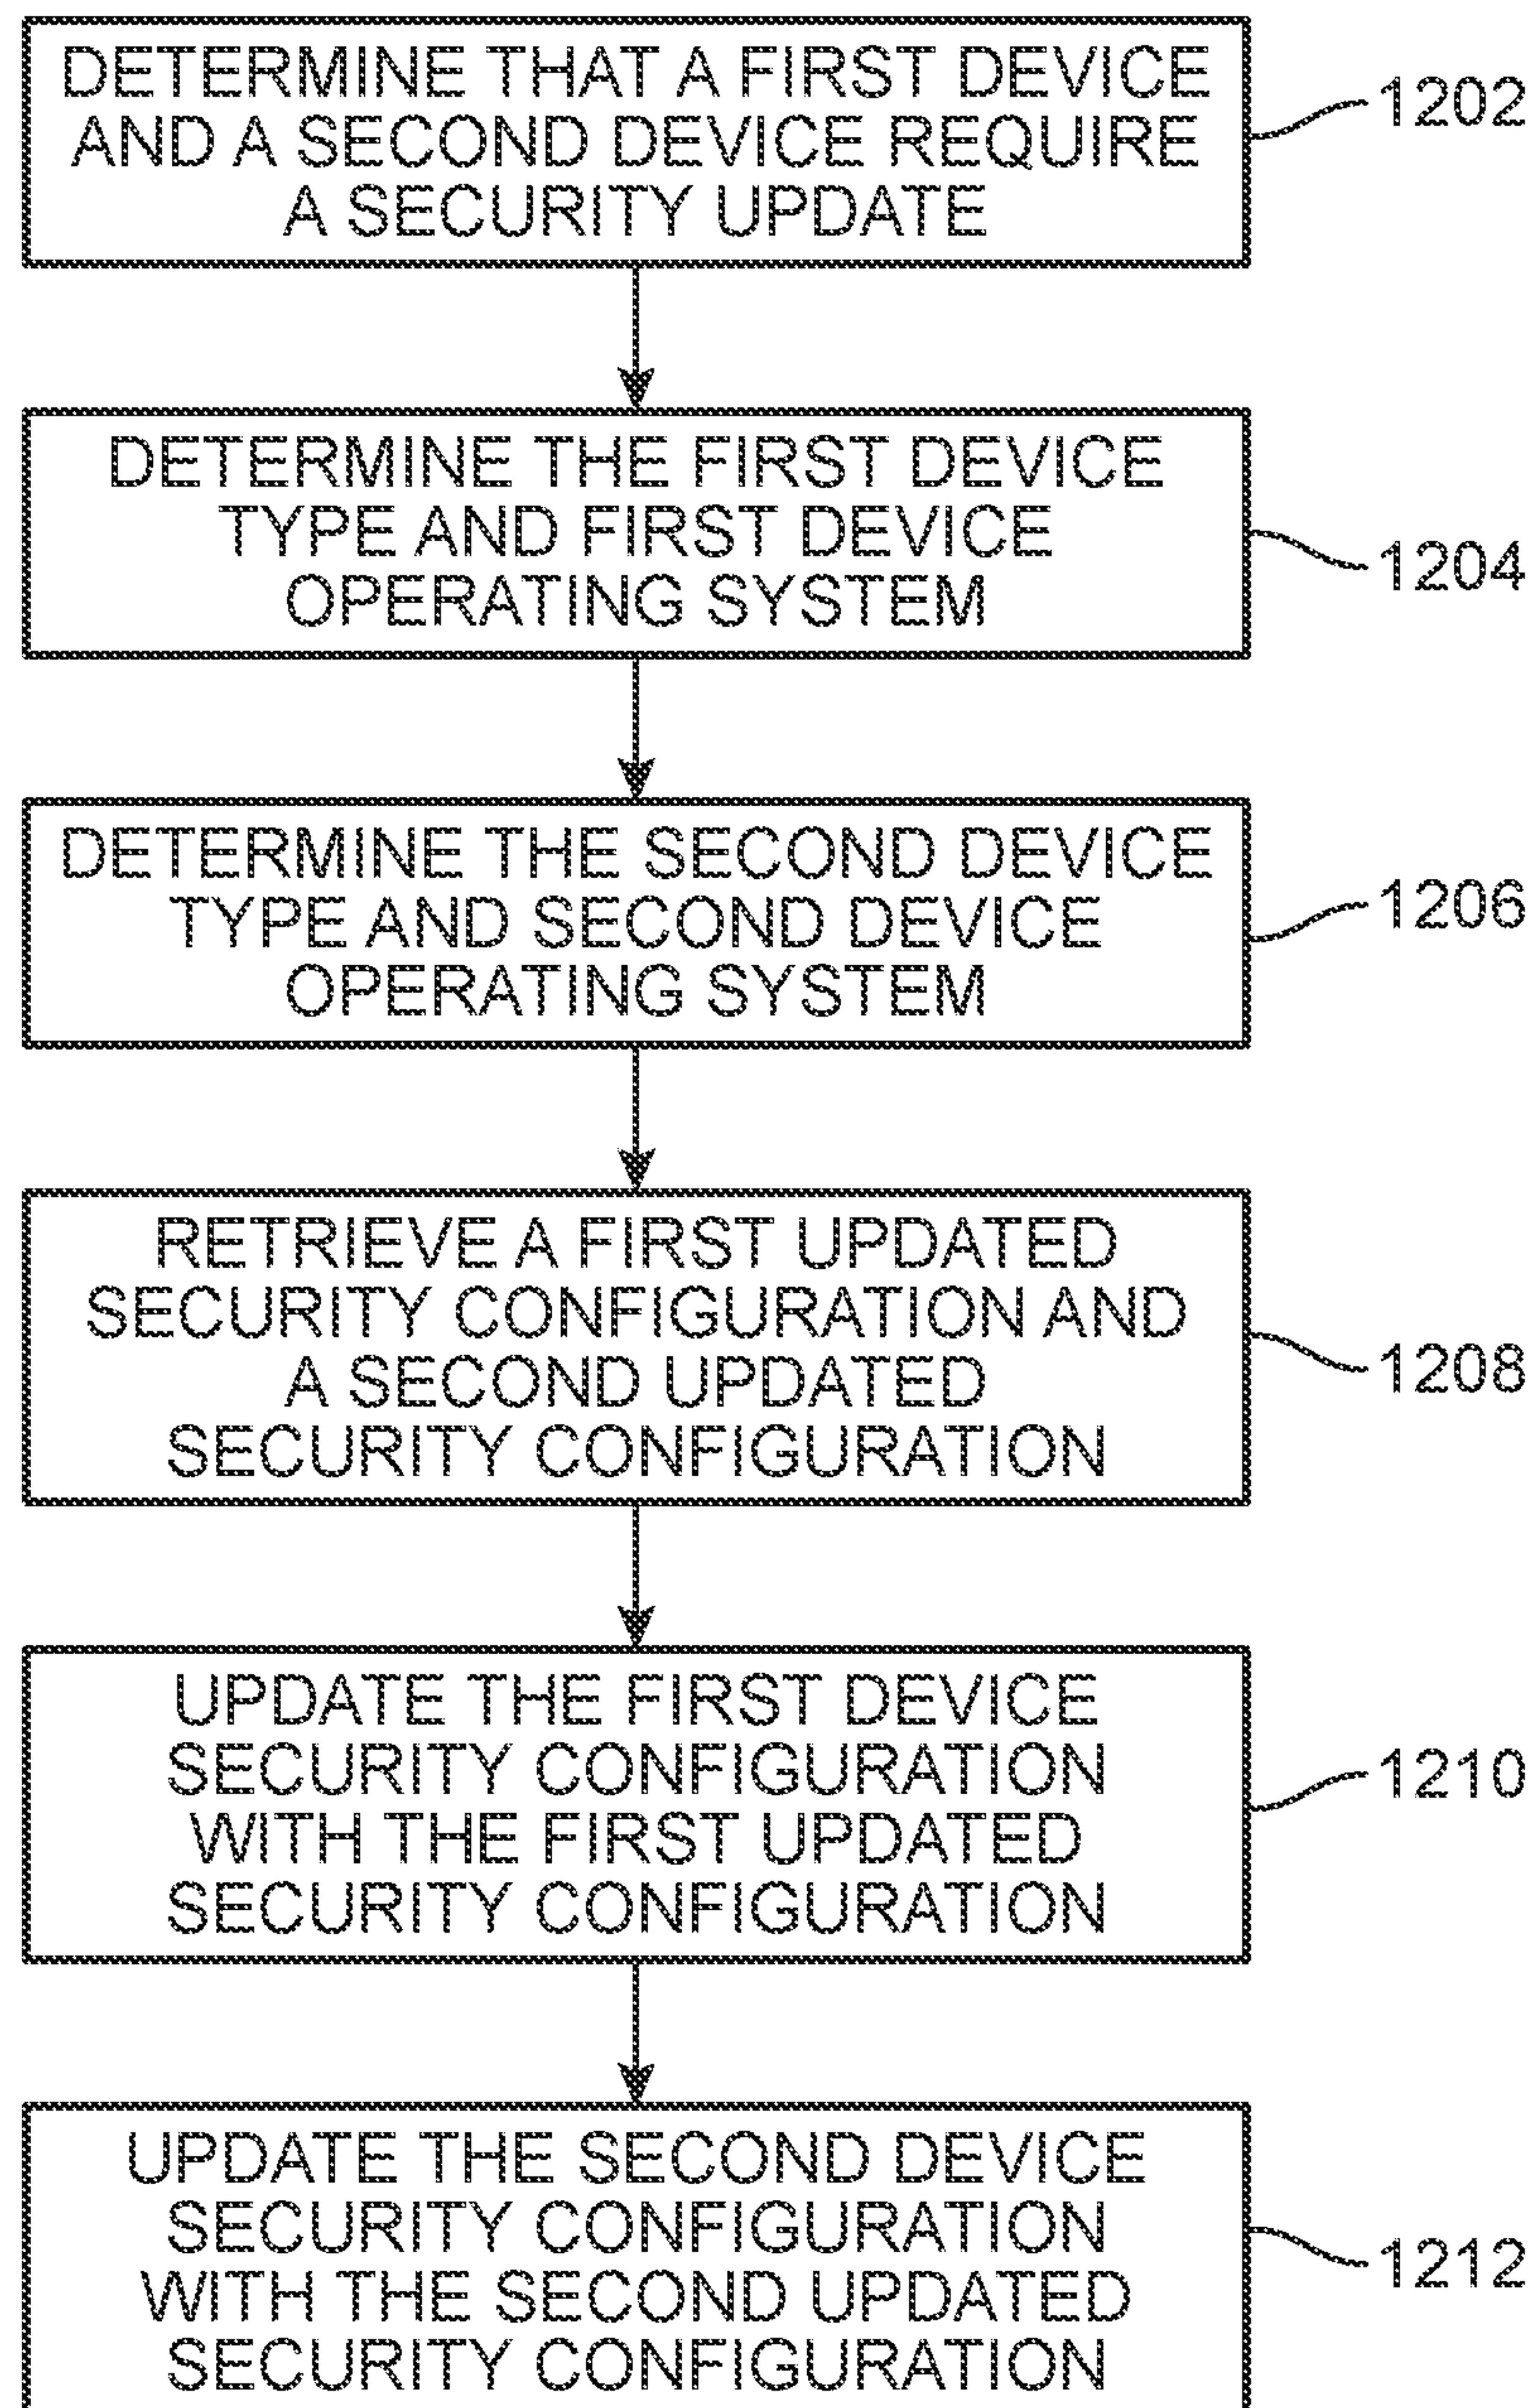 DETERMINE THAT A FIRST DEVICE
AND A SECOND DEVICE REQUIRE
A SECURITY UPDATE
1202
DETERMINE THE FIRST DEVICE
TYPE AND FIRST DEVICE
OPERATING SYSTEM
1204
DETERMINE THE SECOND DEVICE
TYPE AND SECOND DEVICE
OPERATING SYSTEM
1206
RETRIEVE A FIRST UPDATED
SECURITY CONFIGURATION AND
A SECOND UPDATED
SECURITY CONFIGURATION
1208
UPDATE THE FIRST DEVICE
SECURITY CONFIGURATION
WITH THE FIRST UPDATED
SECURITY CONFIGURATION
1210
UPDATE THE SECOND DEVICE
SECURITY CONFIGURATION
WITH THE SECOND UPDATED
SECURITY CONFIGURATION
1212